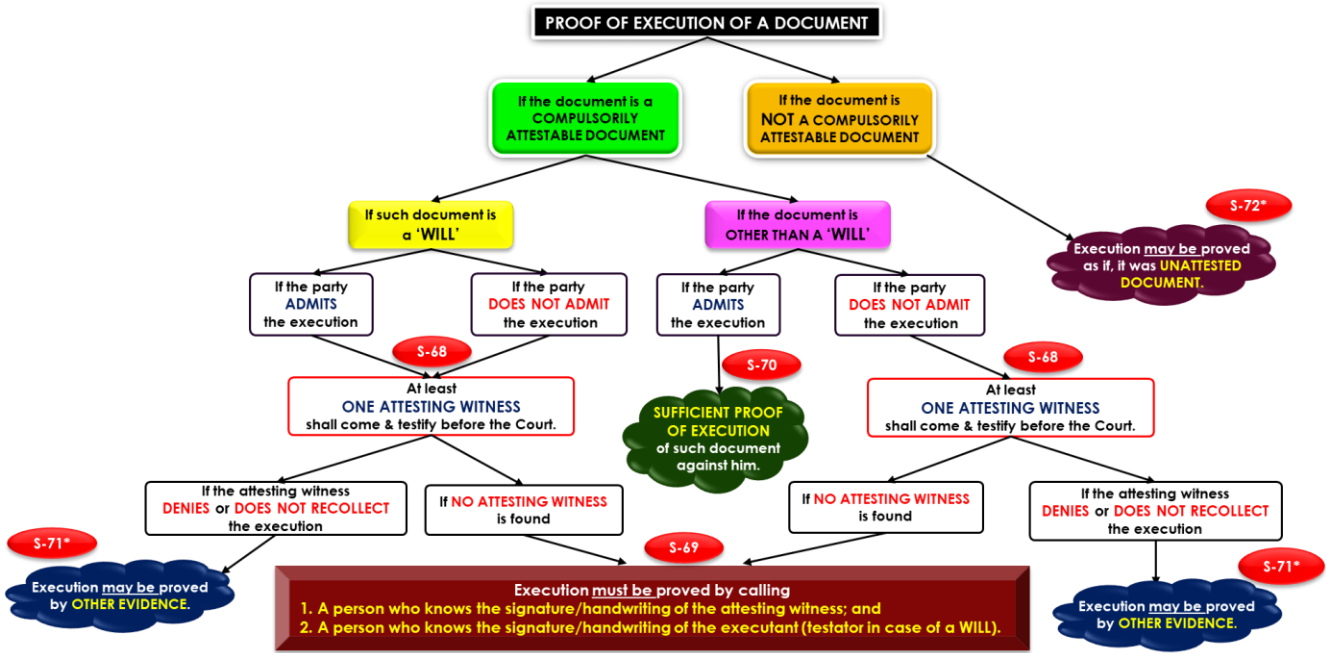 PROOF OF EXECUTION OF A DOCUMENT
If the document is a
COMPULSORILY
ATTESTABLE DOCUMENT
If the document is
NOT A COMPULSORILY
ATTESTABLE DOCUMENT
If such document is
a ‘WILL’
If the document is
OTHER THAN A ‘WILL’
S-72*
Execution may be proved
as if, it was UNATTESTED
DOCUMENT.
If the party
ADMITS
the execution
If the party
DOES NOT ADMIT
the execution
If the party
ADMITS
the execution
If the party
DOES NOT ADMIT
the execution
S-68
S-70
S-68
At least
ONE ATTESTING WITNESS
shall come & testify before the Court.
SUFFICIENT PROOF
OF EXECUTION
of such document
against him.
At least
ONE ATTESTING WITNESS
shall come & testify before the Court.
If the attesting witness
DENIES or DOES NOT RECOLLECT
the execution
If NO ATTESTING WITNESS
is found
If NO ATTESTING WITNESS
is found
If the attesting witness
DENIES or DOES NOT RECOLLECT
the execution
S-71*
S-69
S-71*
Execution may be proved
by OTHER EVIDENCE.
Execution must be proved by calling
1. A person who knows the signature/handwriting of the attesting witness; and
2. A person who knows the signature/handwriting of the executant (testator in case of a WILL).
Execution may be proved
by OTHER EVIDENCE.